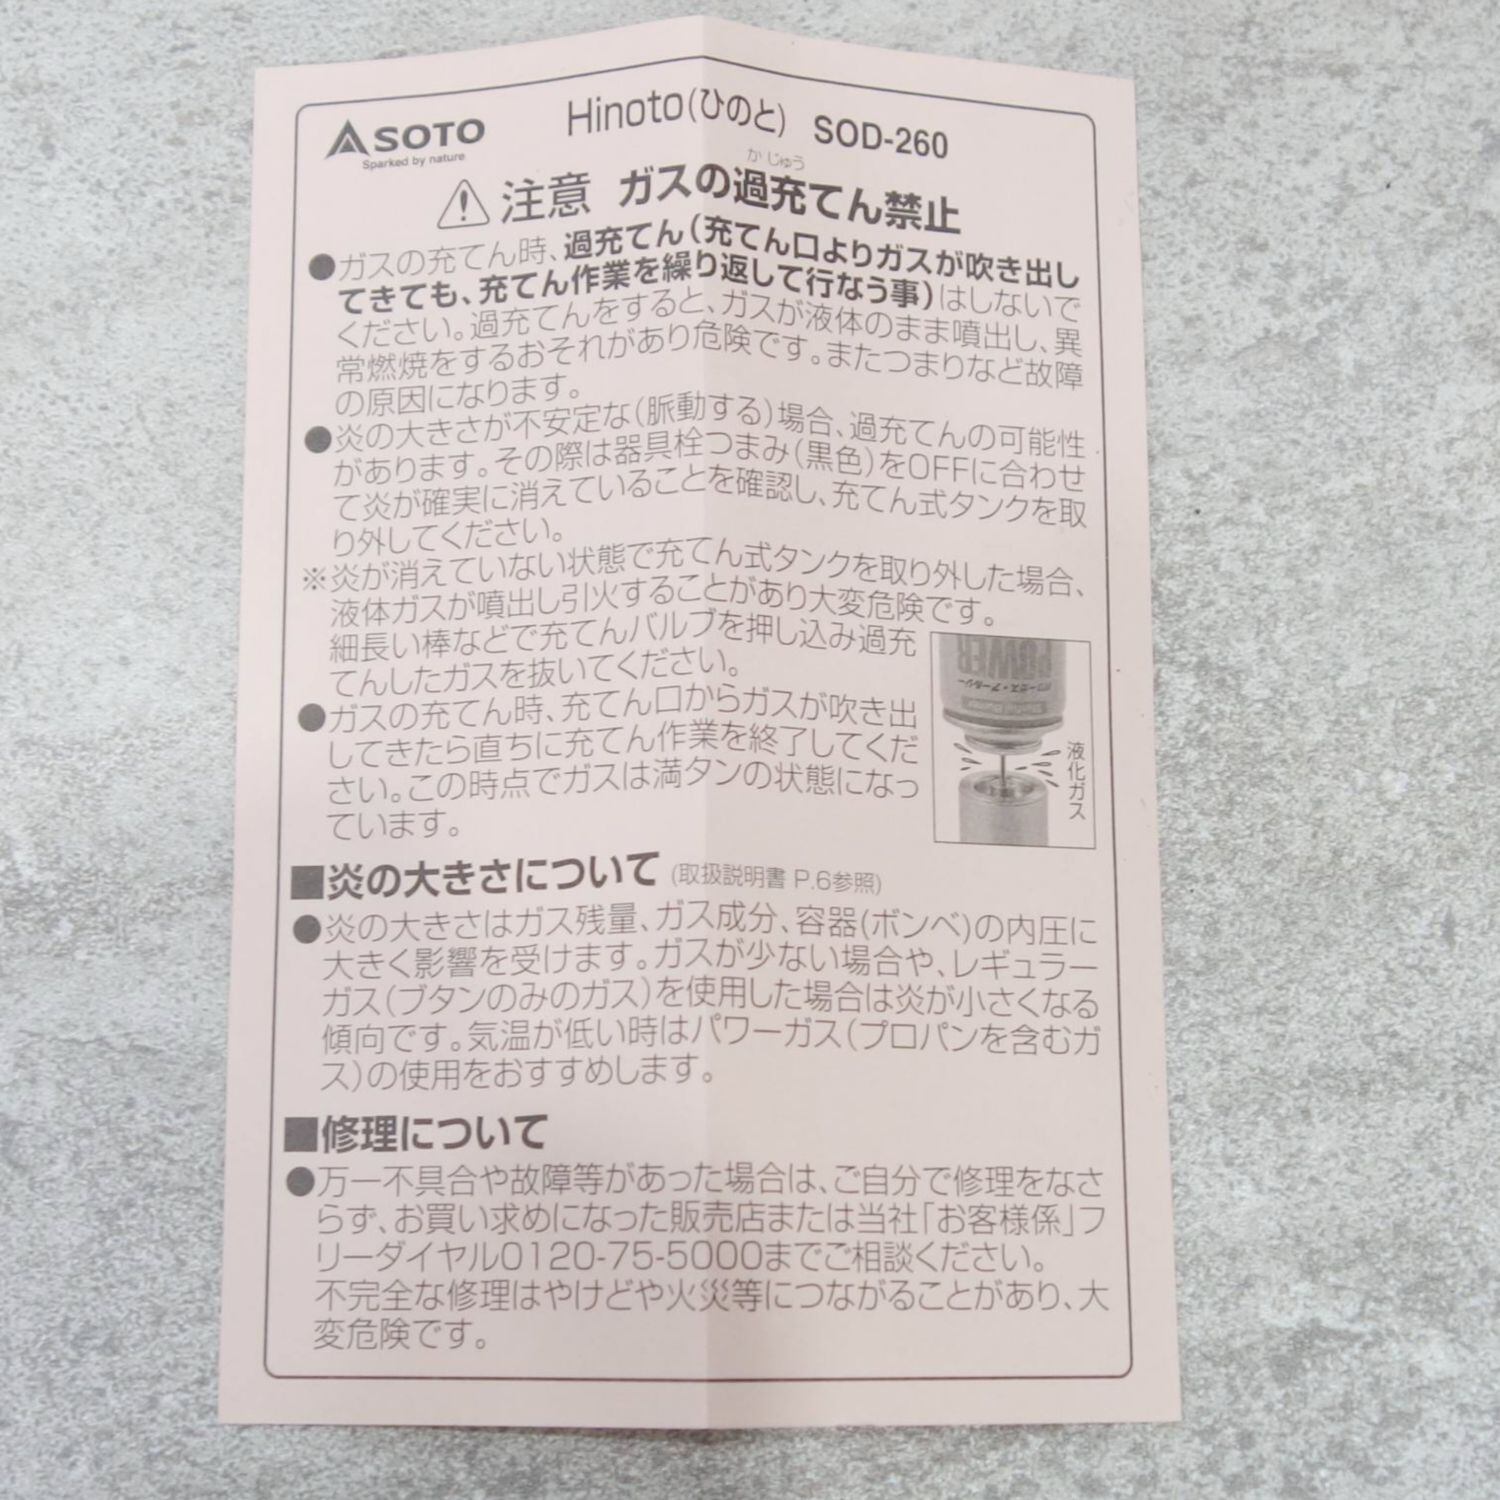 SOTO
Sparked by nature
Hinoto(ひのと) SOD-260
かじゅう
注意 ガスの過充てん禁止
●ガスの充てん時、過充てん(充てん口よりガスが吹き出し
てきても、充てん作業を繰り返して行なう事)はしないで
ください。過充てんをすると、ガスが液体のまま噴出し、異
常燃焼をするおそれがあり危険です。またつまりなど故障
の原因になります。
●炎の大きさが不安定な(脈動する)場合、過充てんの可能性
があります。その際は器具栓つまみ(黒色)をOFFに合わせ
て炎が確実に消えていることを確認し、充てん式タンクを取
り外してください。
※炎が消えていない状態で充てん式タンクを取り外した場合、
液体ガスが噴出し引火することがあり大変危険です。
細長い棒などで充てんバルブを押し込み過充
てんしたガスを抜いてください。
●ガスの充てん時、充てん口からガスが吹き出
してきたら直ちに充てん作業を終了してくだ
さい。この時点でガスは満タンの状態になっ
ています。
POWER
液化ガス
■炎の大きさについて (取扱説明書 P.6参照)
●炎の大きさはガス残量、ガス成分、容器(ボンベ)の内圧に
大きく影響を受けます。ガスが少ない場合や、レギュラー
ガス(ブタンのみのガス)を使用した場合は炎が小さくなる
傾向です。気温が低い時はパワーガス(プロパンを含むガ
ス)の使用をおすすめします。
■修理について
●万一不具合や故障等があった場合は、ご自分で修理をなさ
らず、お買い求めになった販売店または当社「お客様係」フ
リーダイヤル0120-75-5000までご相談ください。
不完全な修理はやけどや火災等につながることがあり、大
変危険です。